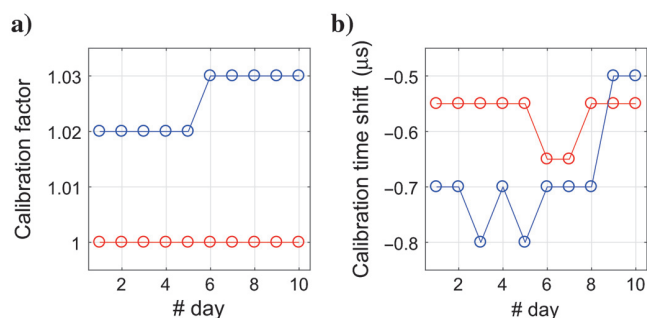 a)
Calibration factor
1.03
1.02
1.01
1
2 4 6 8 10
# day
b)
Calibration time shift (μs)
−0.5
−0.6
−0.7
−0.8
2 4 6 8 10
# day